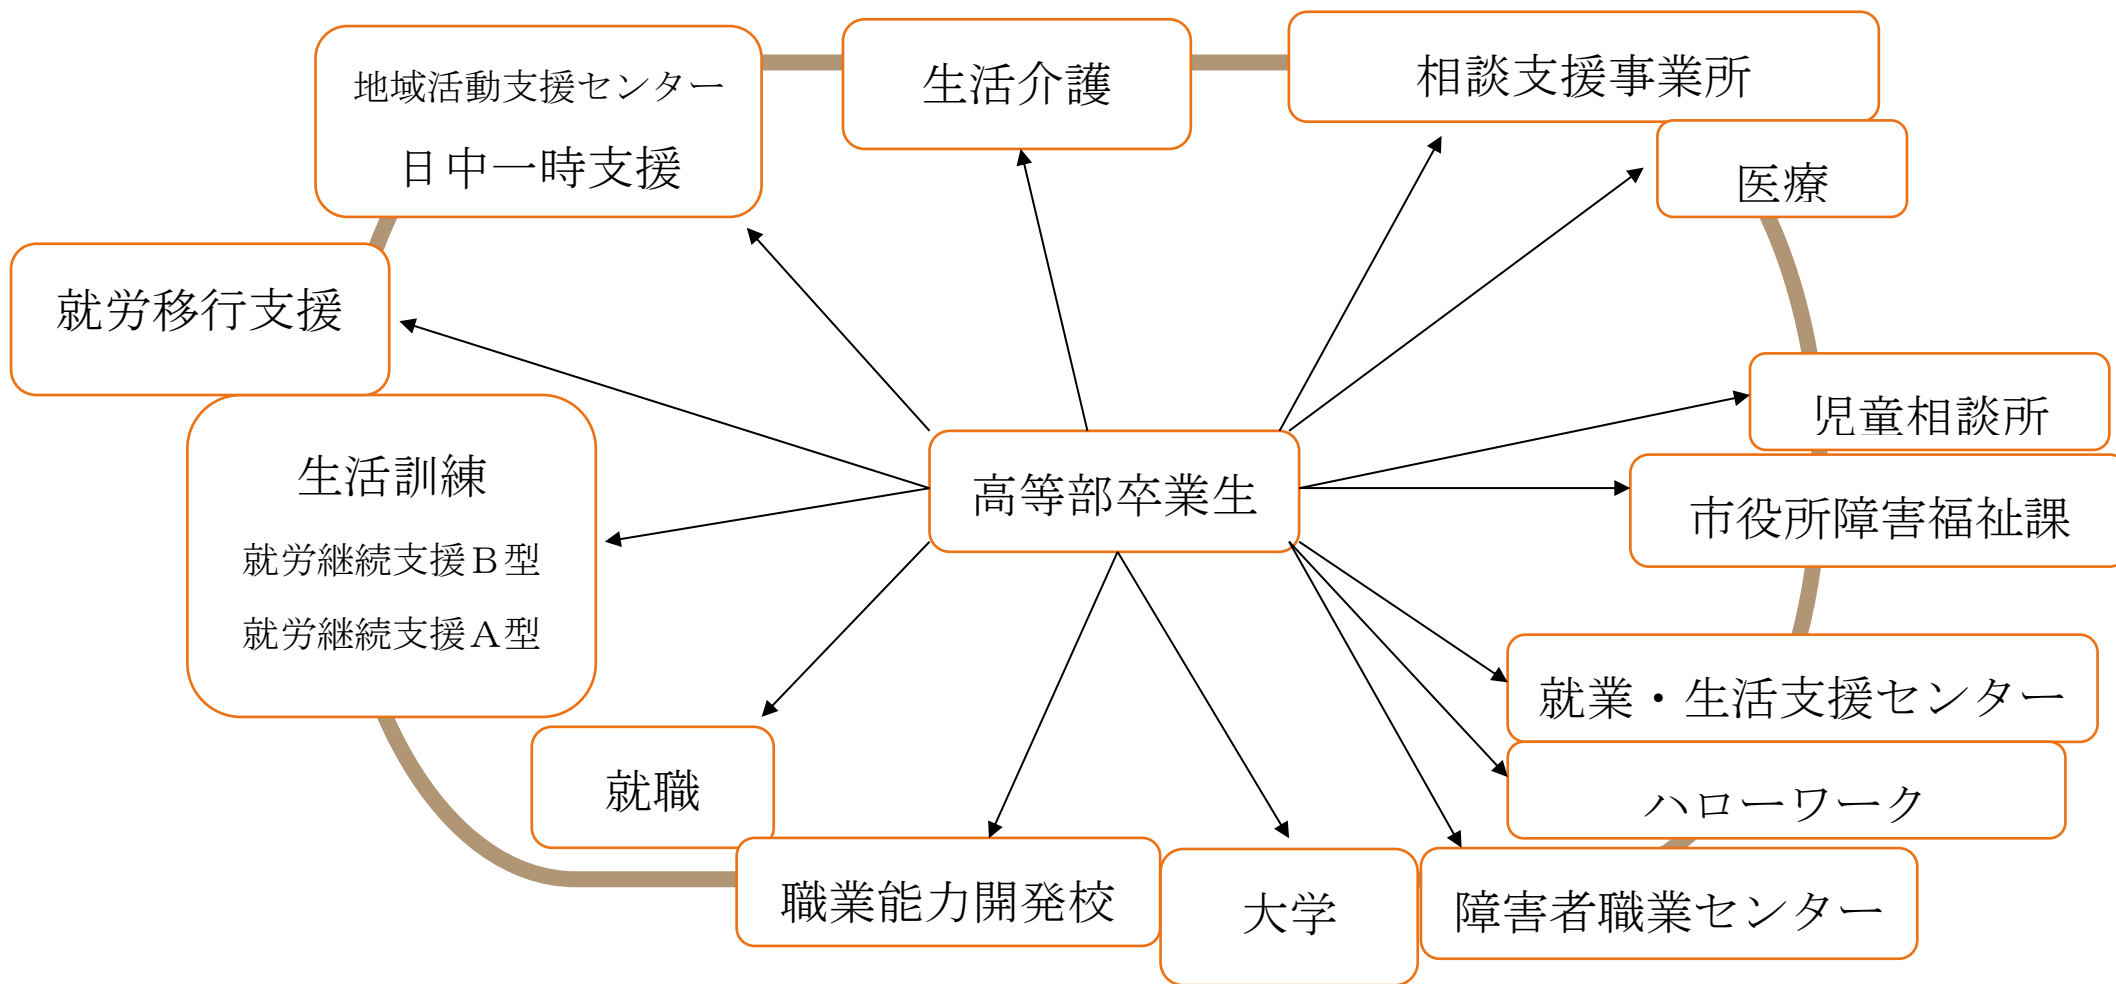 地域活動支援センター
日中一時支援
生活介護
相談支援事業所
医療
就労移行支援
児童相談所
生活訓練
就労継続支援Ｂ型
就労継続支援Ａ型
高等部卒業生
市役所障害福祉課
就業・生活支援センター
就職
ハローワーク
職業能力開発校
大学
障害者職業センター